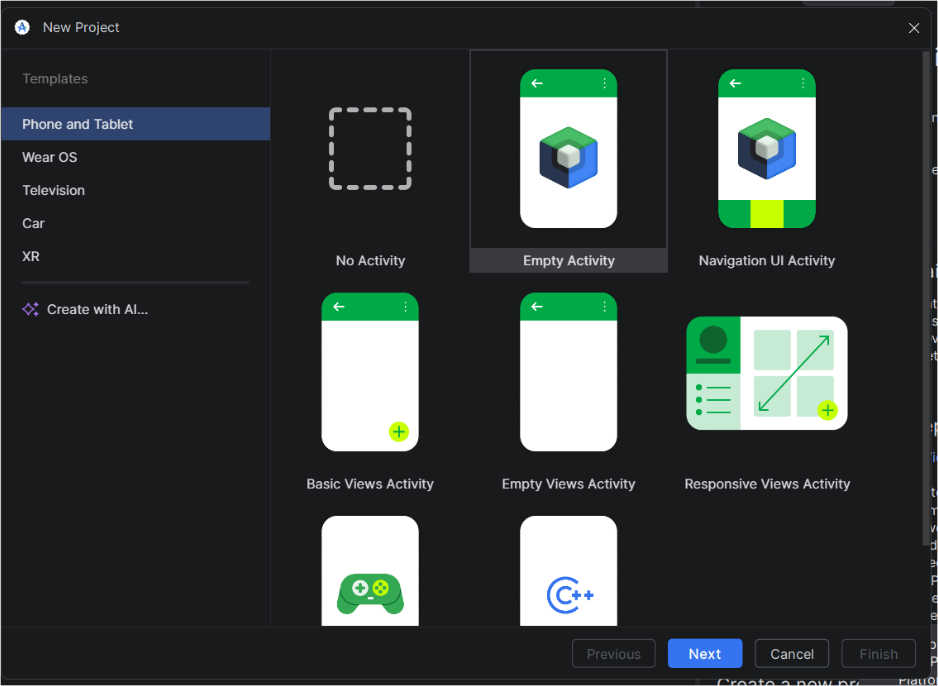 New Project
Templates
Phone and Tablet
Wear OS
Television
Car
XR
Create with AI...
No Activity
Empty Activity
Navigation UI Activity
Basic Views Activity
Empty Views Activity
Responsive Views Activity
C++
Previous
Next
Cancel
Finish